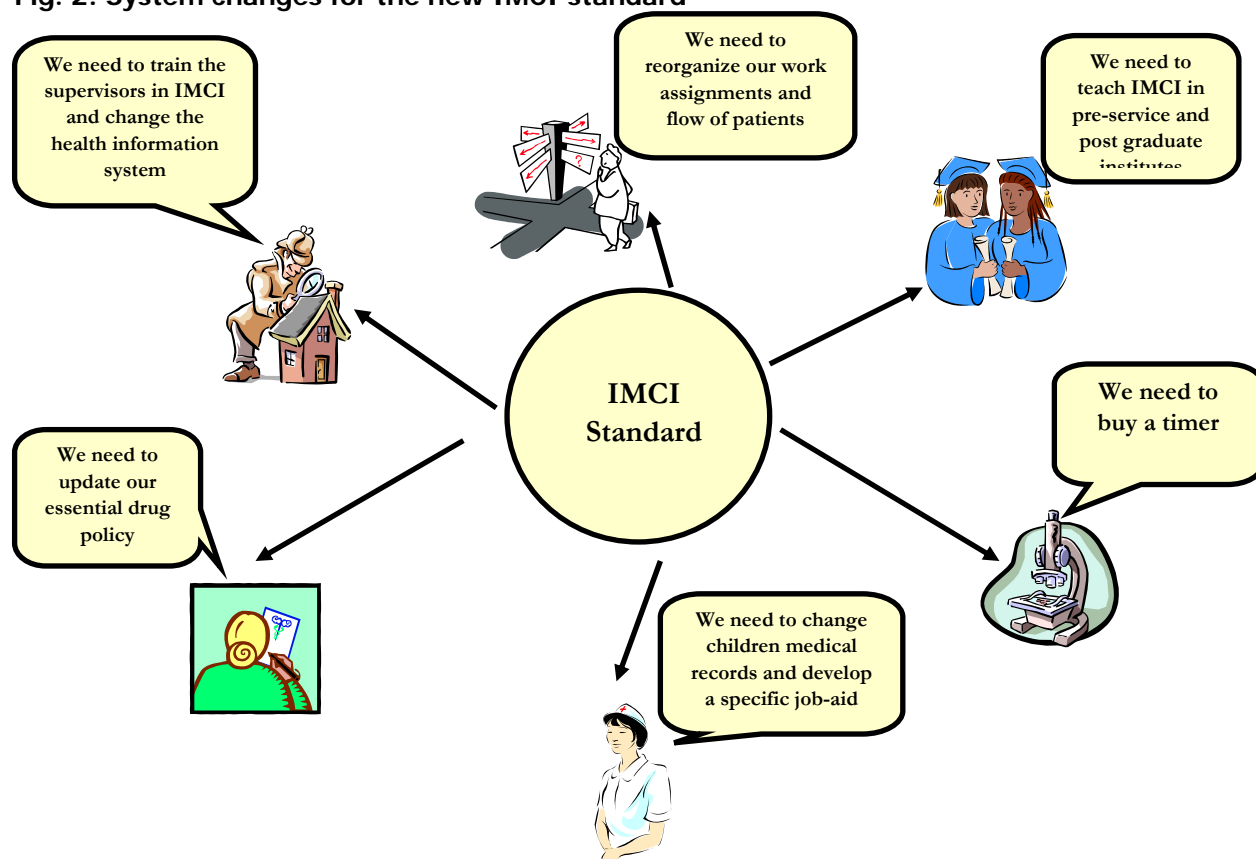 Fig. 2: System changes for the new IMCI standard
We need to train the
supervisors in IMCI
and change the
health information
system
We need to
reorganize our work
assignments and
flow of patients
We need to
teach IMCI in
pre-service and
post graduate
institutes
?
IMCI
Standard
We need to
buy a timer
We need to
update our
essential drug
policy
We need to change
children medical
records and develop
a specific job-aid